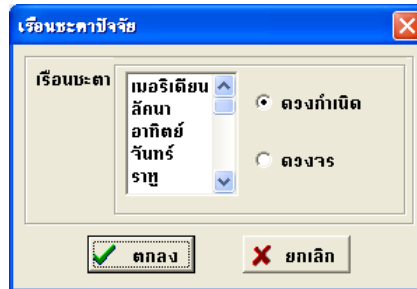 เรือนชะตาปัจจัย
เรือนชะตา
เมอริเดียน
ลัคนา
อาทิตย์
จันทร์
ราหู
ดวงกำเนิด
ดวงจร
ตกลง
ยกเลิก